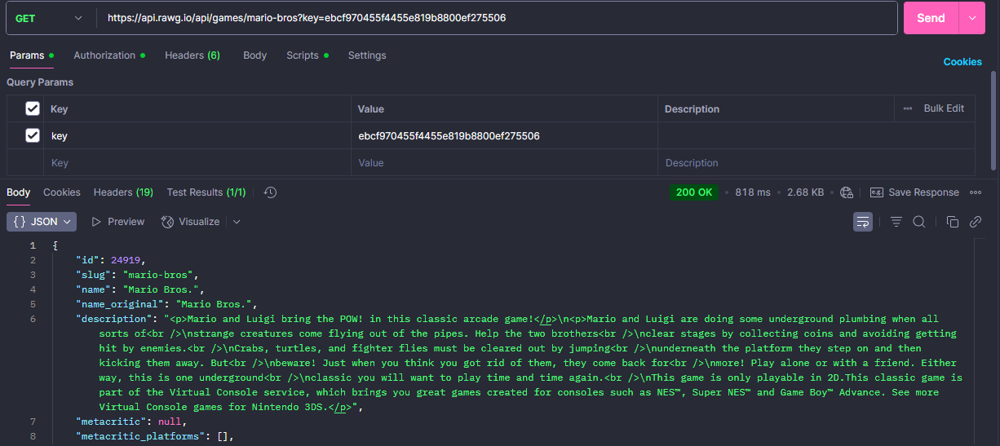 GET https://api.rawg.io/api/games/mario-bros?key=ebcf970455f4455e819b8800ef275506 Send
Params Authorization Headers (6) Body Scripts Settings
Cookies
Query Params
Key Value Description Bulk Edit
key ebcf970455f4455e819b8800ef275506
Key Value Description
Body Cookies Headers (19) Test Results (1/1) 200 OK 818 ms 2.68 KB e.g. Save Response
{} JSON Preview Visualize
1 {
2 "id": 24919,
3 "slug": "mario-bros",
4 "name": "Mario Bros.",
5 "name_original": "Mario Bros.",
6 "description": "<p>Mario and Luigi bring the POW! in this classic arcade game!</p>\n<p>Mario and Luigi are doing some underground plumbing when all
sorts of<br />\nstrange creatures come flying out of the pipes. Help the two brothers<br />\nclear stages by collecting coins and avoiding getting
hit by enemies.<br />\nCrabs, turtles, and fighter flies must be cleared out by jumping<br />\nunderneath the platform they step on and then
kicking them away. But<br />\nbeware! Just when you think you got rid of them, they come back for<br />\nmore! Play alone or with a friend. Either
way, this is one underground<br />\nclassic you will want to play time and time again.<br />\nThis game is only playable in 2D.This classic game is
part of the Virtual Console service, which brings you great games created for consoles such as NES™, Super NES™ and Game Boy™ Advance. See more
Virtual Console games for Nintendo 3DS.</p>",
7 "metacritic": null,
8 "metacritic_platforms": [],